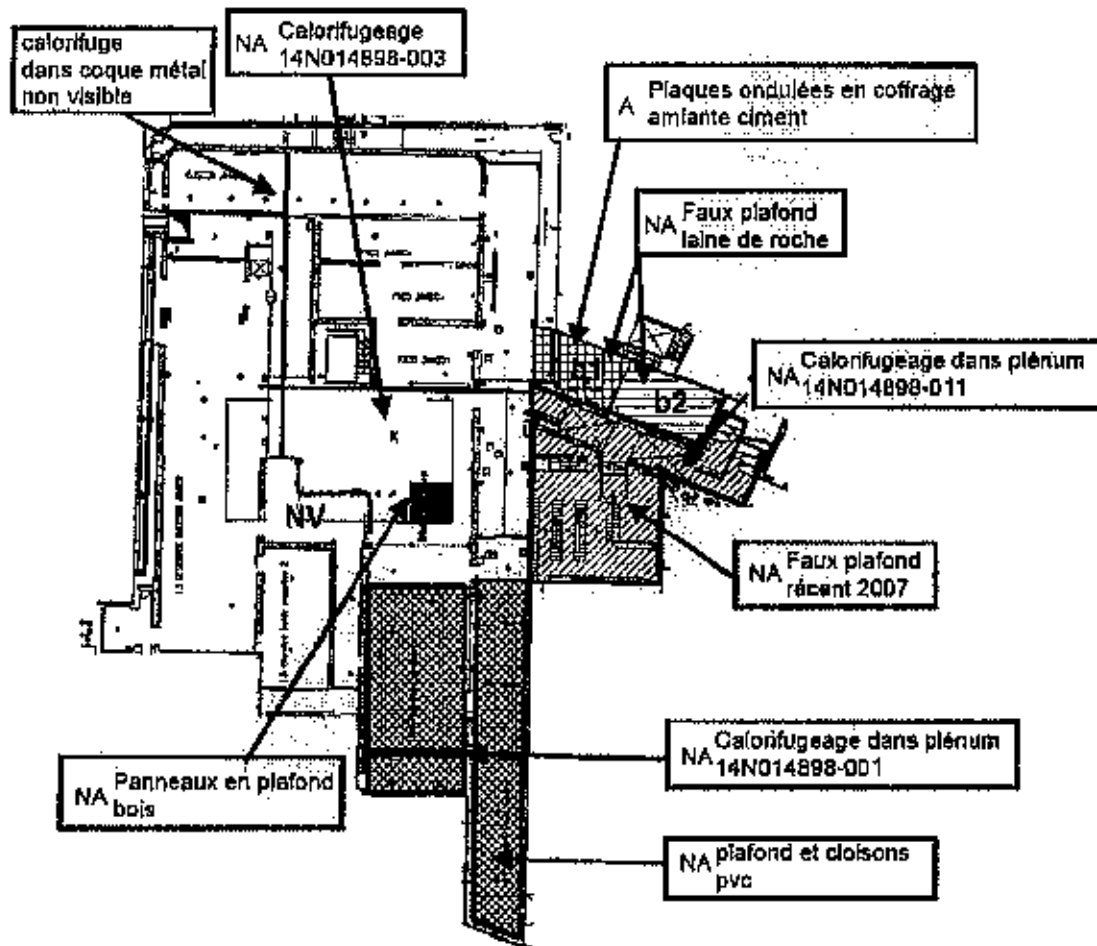 calorifuge
dans coque métal
non visible
NA Calorifugeage
14N014898-003
A Plaques ondulées en coffrage
amiante ciment
NA Faux plafond
laine de roche
NA Calorifugeage dans plénum
14N014898-011
b2
K
NV
NA Faux plafond
récent 2007
NA Calorifugeage dans plénum
14N014898-001
NA Panneaux en plafond
bois
NA plafond et cloisons
pvc